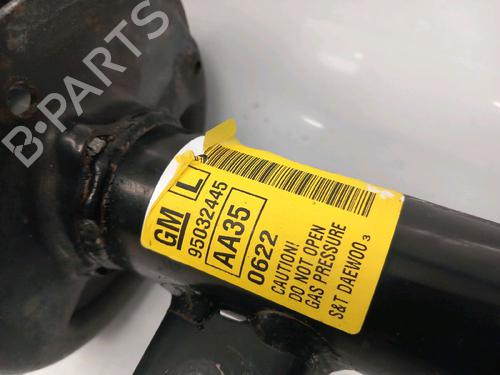 B-PARTS
GM L
95032445
AA35
0622
CAUTION!
DO NOT OPEN
GAS PRESSURE
S&T DAEWOO 3